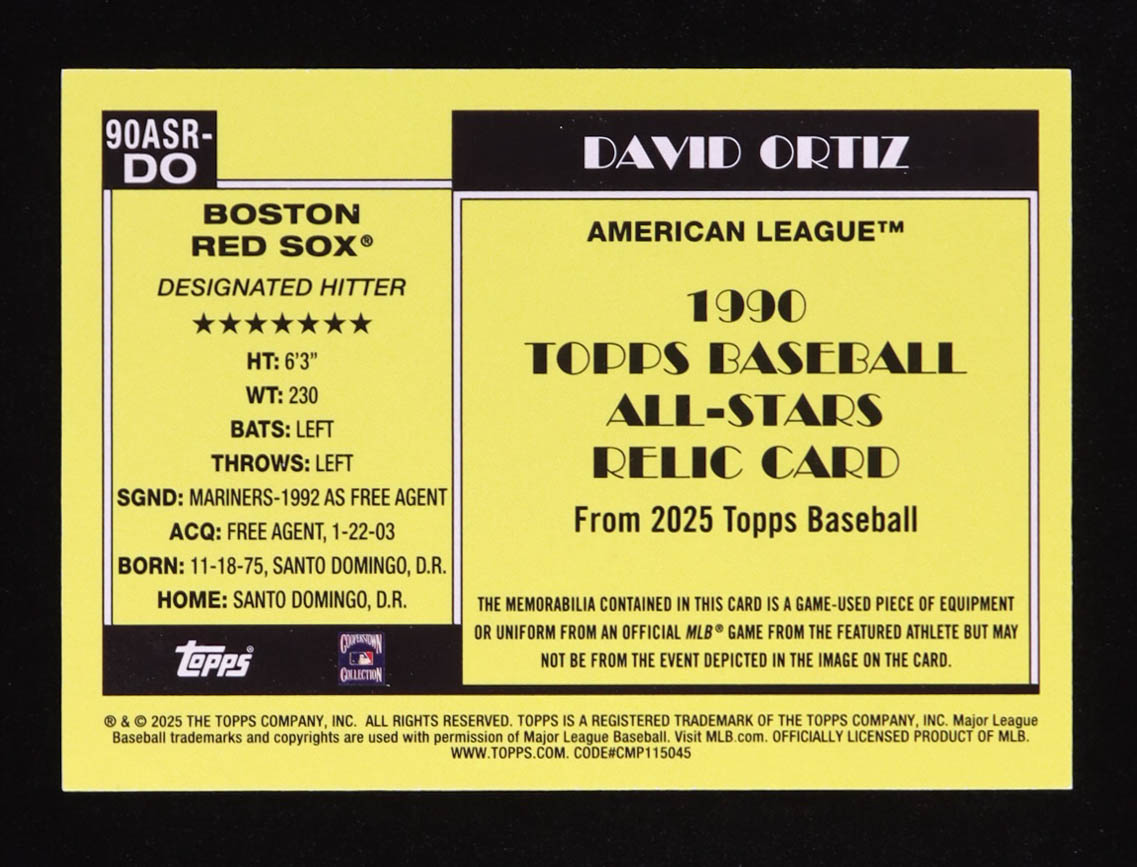 90ASR-
DO
DAVID ORTIZ
BOSTON
RED SOX®
DESIGNATED HITTER
★★★★★★★
HT: 6'3"
WT: 230
BATS: LEFT
THROWS: LEFT
SGND: MARINERS-1992 AS FREE AGENT
ACQ: FREE AGENT, 1-22-03
BORN: 11-18-75, SANTO DOMINGO, D.R.
HOME: SANTO DOMINGO, D.R.
AMERICAN LEAGUE™
1990
TOPPS BASEBALL
ALL-STARS
RELIC CARD
From 2025 Topps Baseball
THE MEMORABILIA CONTAINED IN THIS CARD IS A GAME-USED PIECE OF EQUIPMENT
OR UNIFORM FROM AN OFFICIAL MLB® GAME FROM THE FEATURED ATHLETE BUT MAY
NOT BE FROM THE EVENT DEPICTED IN THE IMAGE ON THE CARD.
topps®
COOPERSTOWN
COLLECTION
® & © 2025 THE TOPPS COMPANY, INC. ALL RIGHTS RESERVED. TOPPS IS A REGISTERED TRADEMARK OF THE TOPPS COMPANY, INC. Major League
Baseball trademarks and copyrights are used with permission of Major League Baseball. Visit MLB.com. OFFICIALLY LICENSED PRODUCT OF MLB.
WWW.TOPPS.COM. CODE#CMP115045